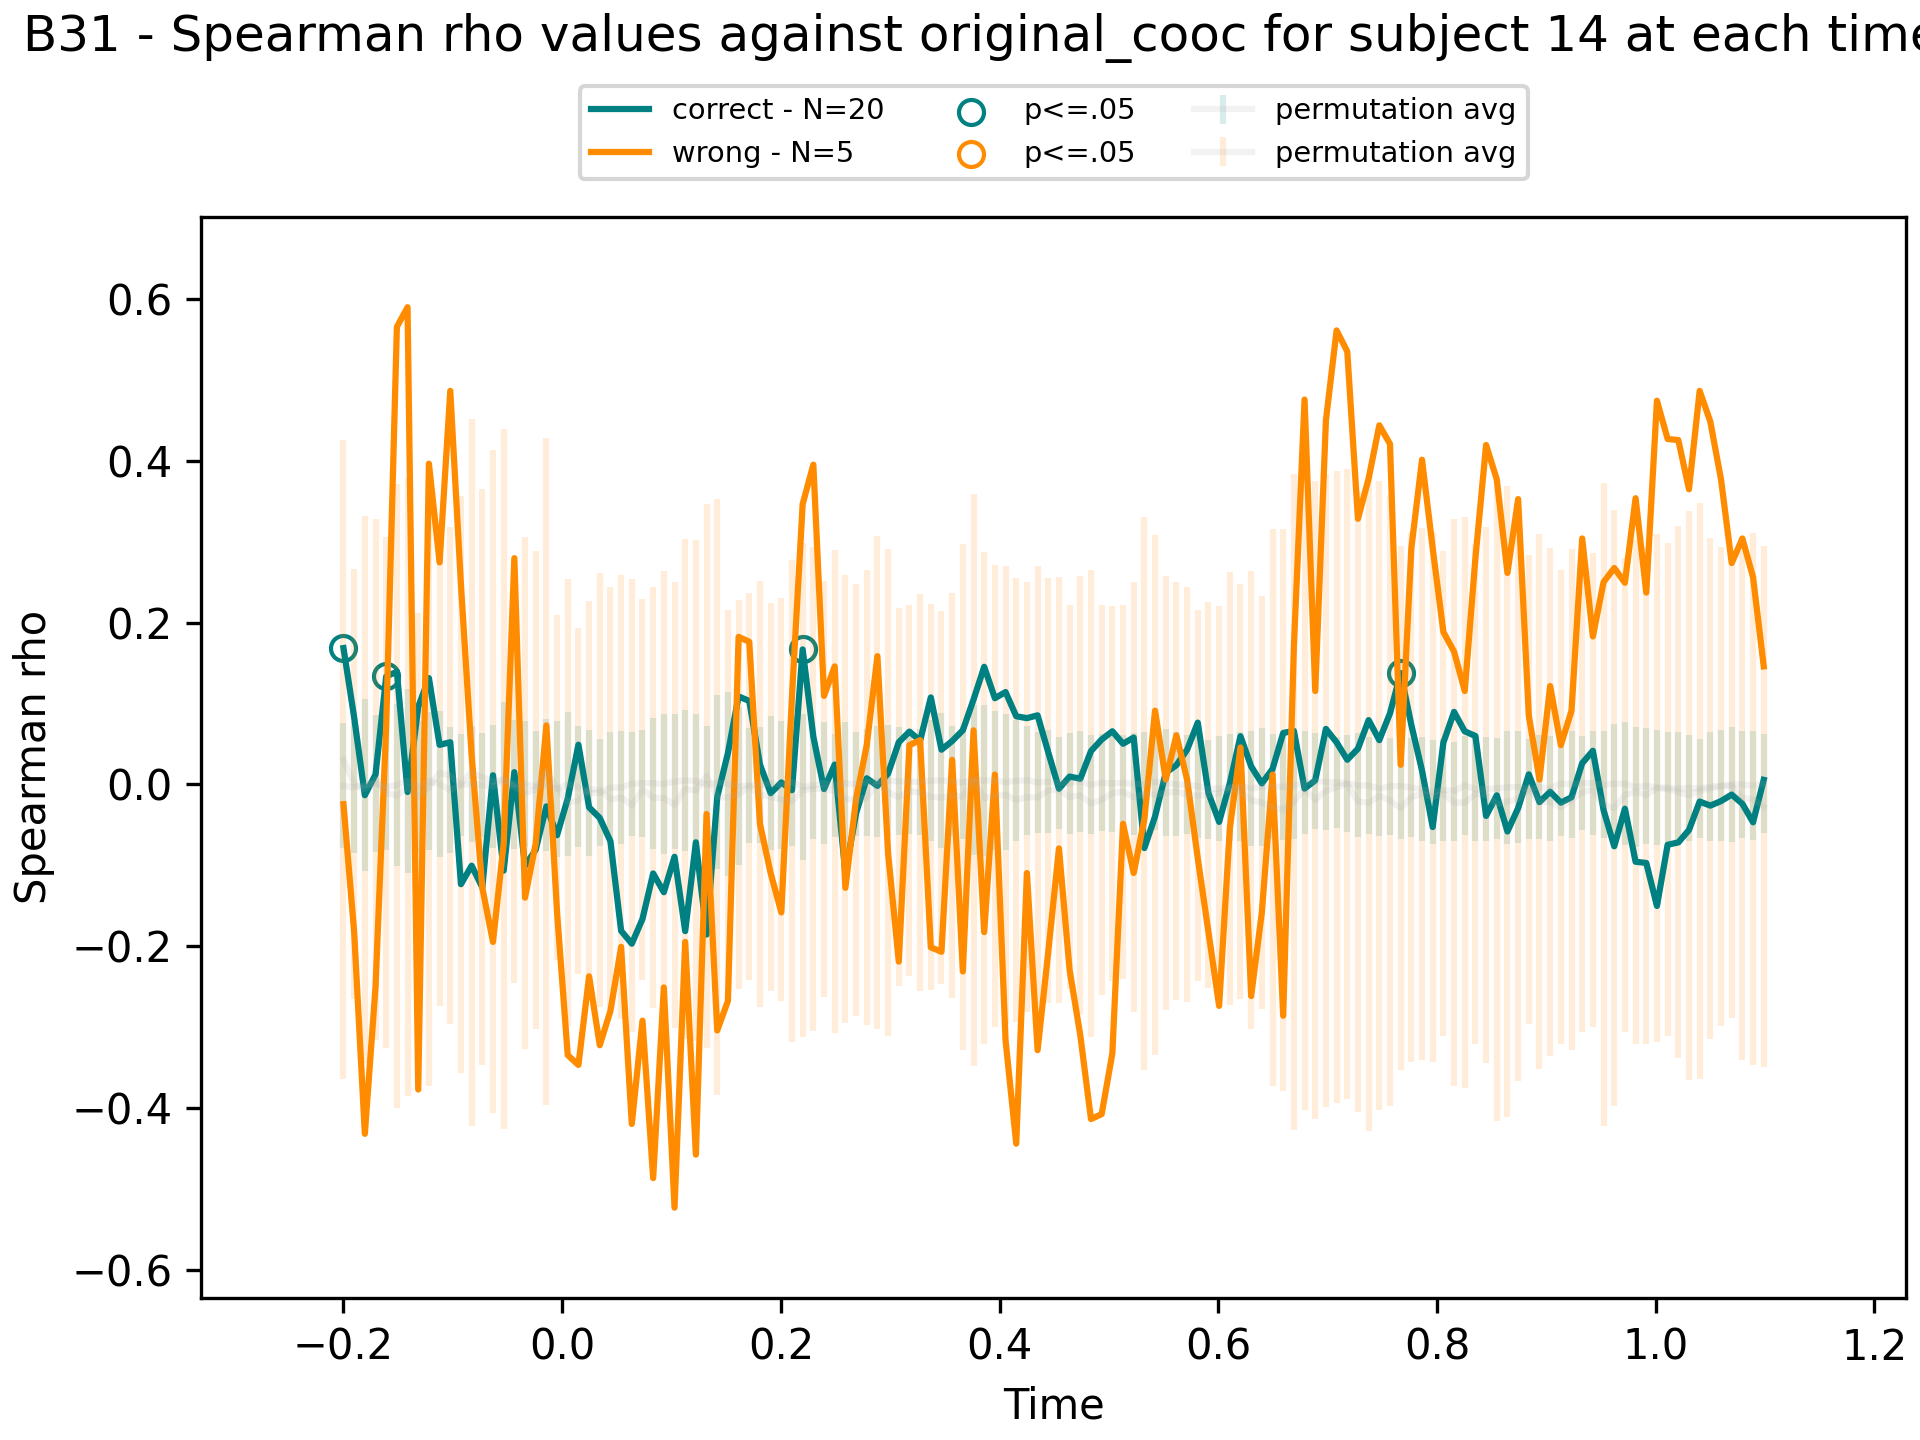 B31 - Spearman rho values against original_cooc for subject 14 at each time
correct - N=20
wrong - N=5
p<=.05
p<=.05
permutation avg
permutation avg
0.6
0.4
0.2
0.0
−0.2
−0.4
−0.6
Spearman rho
−0.2 0.0 0.2 0.4 0.6 0.8 1.0 1.2
Time